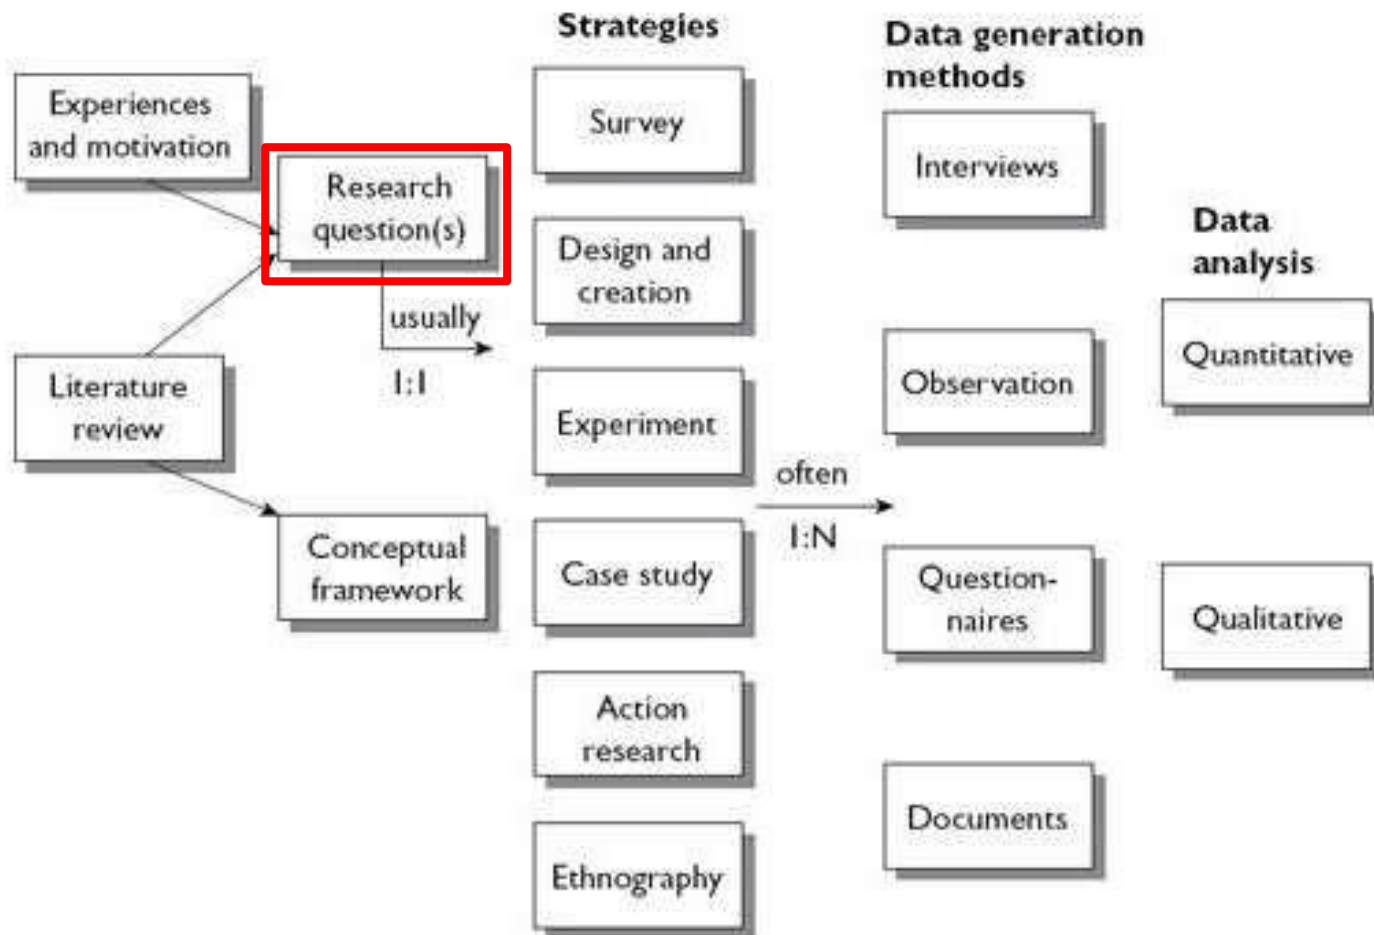 Experiences
and motivation
Literature
review
Research
question(s)
usually
1:1
Conceptual
framework
Strategies
Survey
Design and
creation
Experiment
Case study
Action
research
Ethnography
often
1:N
Data generation
methods
Interviews
Observation
Question-
naires
Documents
Data
analysis
Quantitative
Qualitative